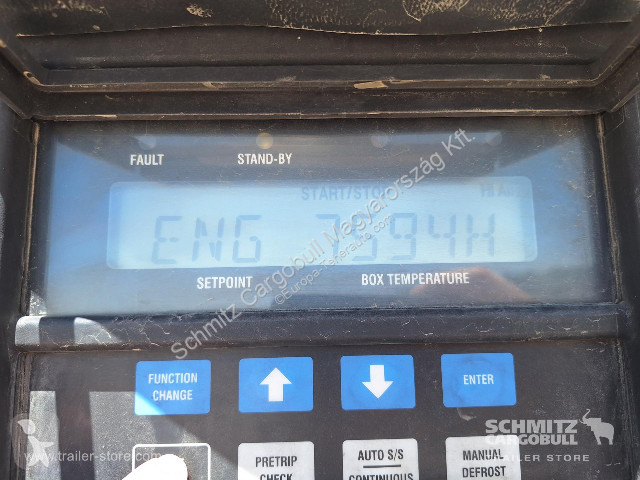 FAULT STAND-BY
START/STOP
ENG 7594H
SETPOINT BOX TEMPERATURE
Schmitz Cargobull Magyarország Kft.
FUNCTION CHANGE
ENTER
PRETRIP CHECK
AUTO S/S CONTINUOUS
MANUAL DEFROST
SCHMITZ
CARGOBULL
TRAILER-STORE.COM
www.trailer-store.com